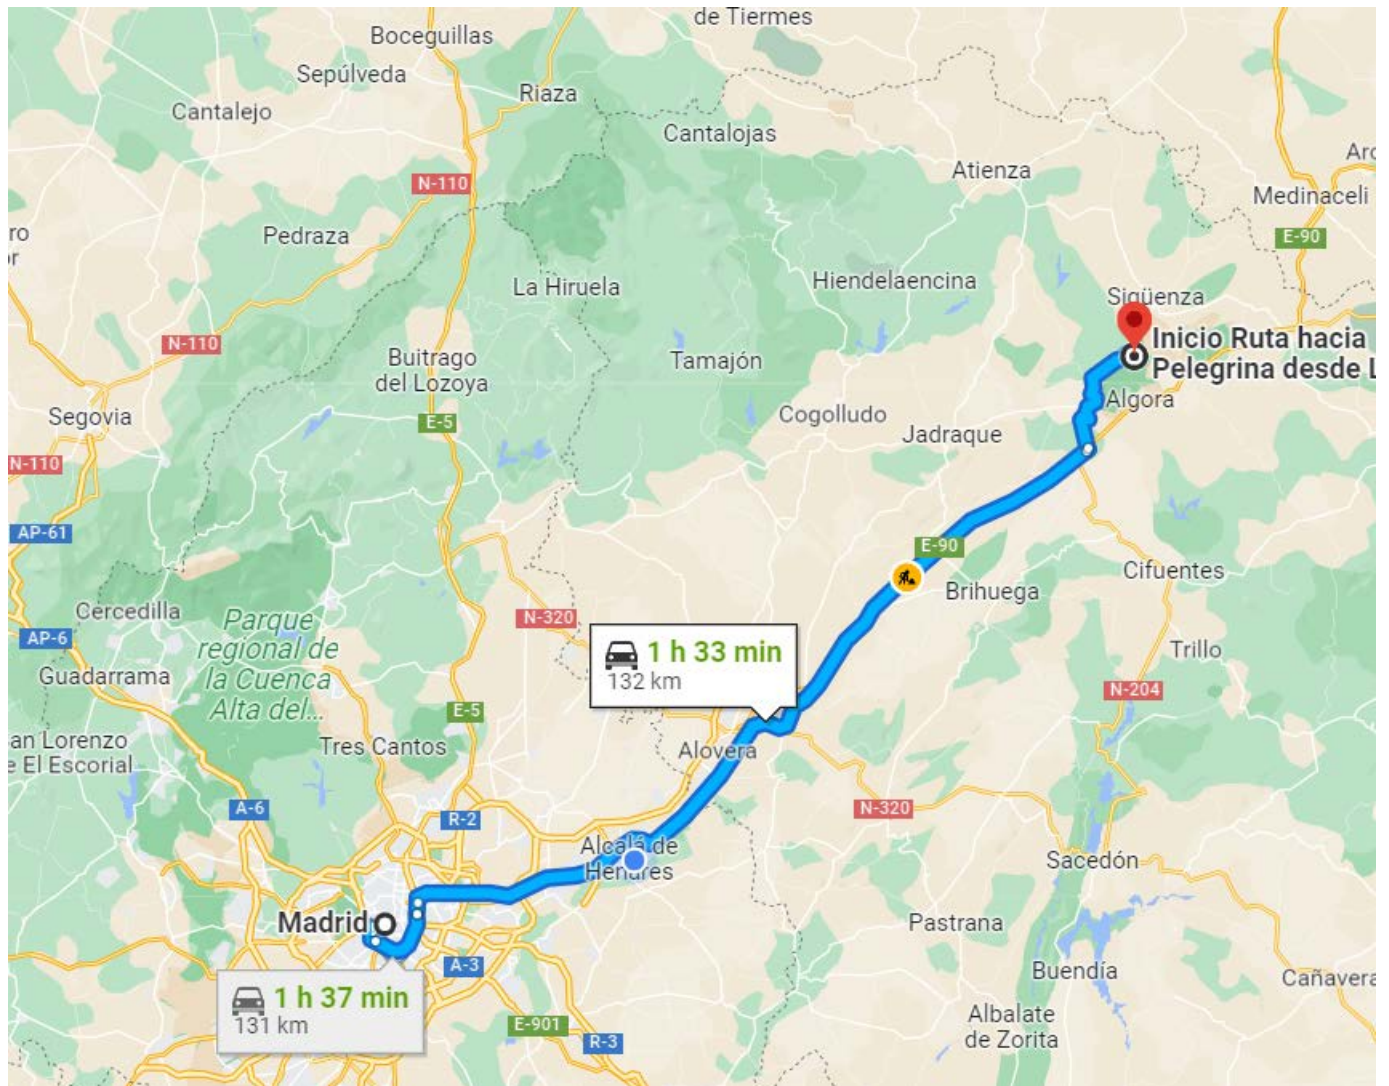 de Tiermes
Boceguillas
Sepúlveda
Riaza
Cantalejo
Cantalojas
Atienza
Medinaceli
N-110
E-90
Pedraza
La Hiruela
Hiendelaencina
Sigüenza
N-110
Buitrago
del Lozoya
Tamajón
Inicio Ruta hacia
Pelegrina desde L
Algora
Segovia
E-5
Cogolludo
Jadraque
N-110
AP-61
E-90
Cifuentes
Brihuega
Cercedilla
Parque
regional de
la Cuenca
Alta del...
N-320
AP-6
Guadarrama
1 h 33 min
132 km
Trillo
N-204
E-5
an Lorenzo
e El Escorial
Tres Cantos
Alovera
A-6
R-2
N-320
Alcalá de
Henares
Sacedón
Madrid
Pastrana
A-3
Buendía
Cañavera
1 h 37 min
131 km
E-901
R-3
Albalate
de Zorita